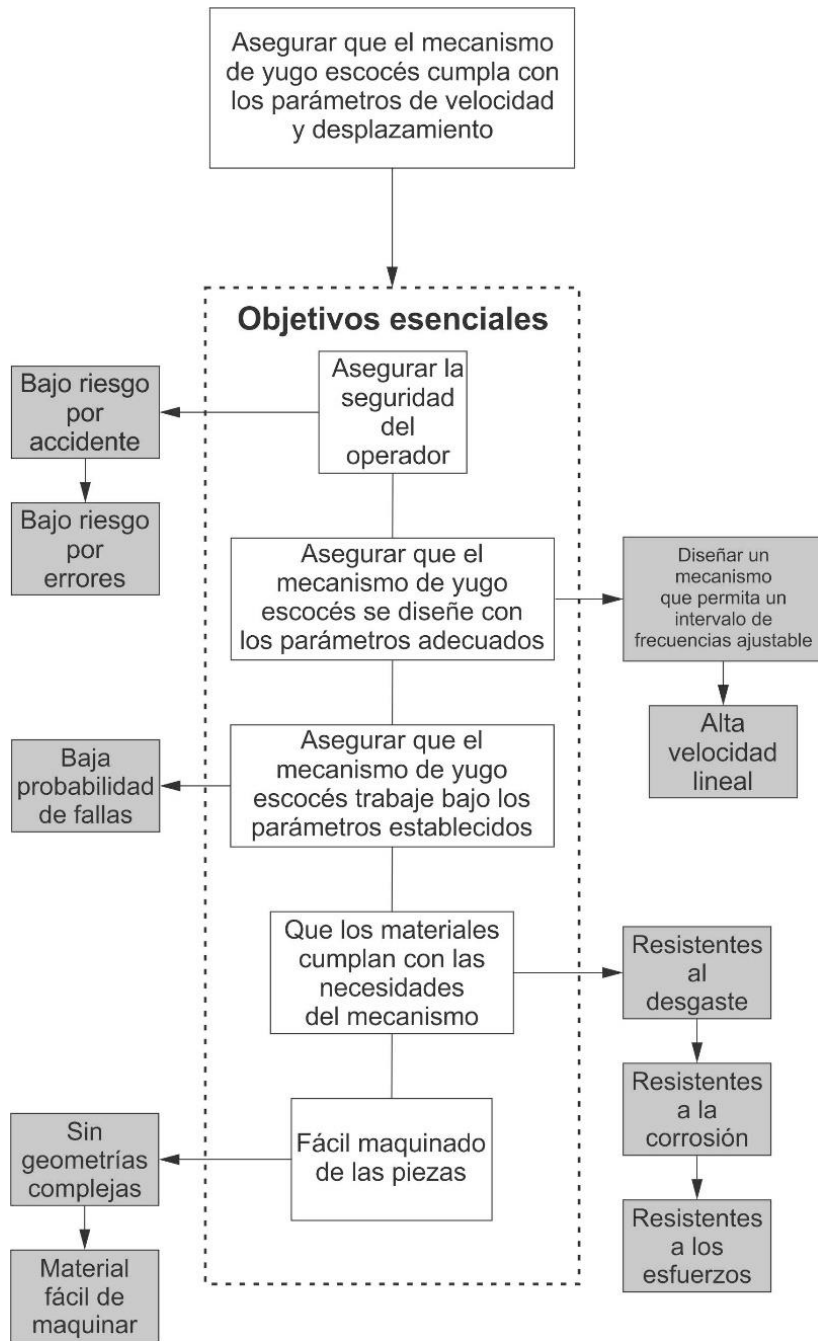 Asegurar que el mecanismo
de yugo escocés cumpla con
los parámetros de velocidad
y desplazamiento
Objetivos esenciales
Asegurar la
seguridad
del
operador
Bajo riesgo
por
accidente
Bajo riesgo
por
errores
Asegurar que el
mecanismo de yugo
escocés se diseñe con
los parámetros adecuados
Diseñar un
mecanismo
que permita un
intervalo de
frecuencias ajustable
Alta
velocidad
lineal
Asegurar que el
mecanismo de yugo
escocés trabaje bajo los
parámetros establecidos
Baja
probabilidad
de fallas
Que los materiales
cumplan con las
necesidades
del mecanismo
Resistentes
al
desgaste
Resistentes
a la
corrosión
Resistentes
a los
esfuerzos
Fácil maquinado
de las piezas
Sin
geometrías
complejas
Material
fácil de
maquinar